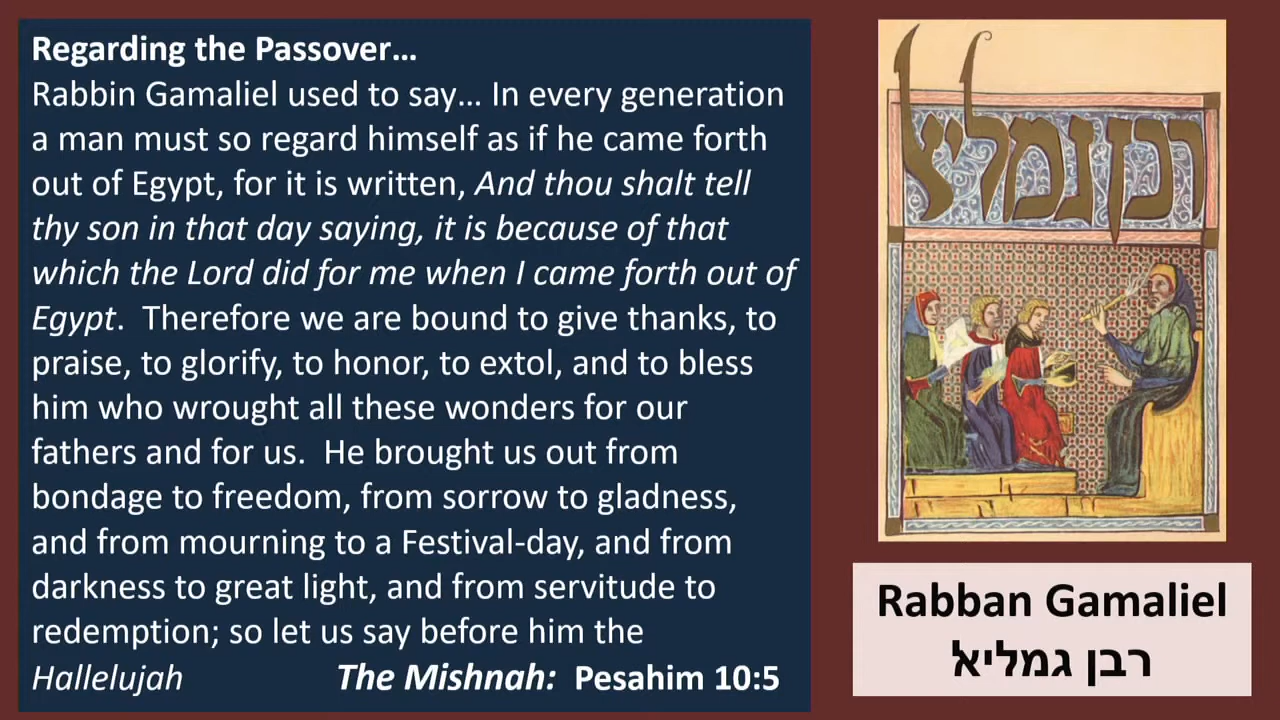 Regarding the Passover…
Rabbin Gamaliel used to say… In every generation
a man must so regard himself as if he came forth
out of Egypt, for it is written, And thou shalt tell
thy son in that day saying, it is because of that
which the Lord did for me when I came forth out of
Egypt.  Therefore we are bound to give thanks, to
praise, to glorify, to honor, to extol, and to bless
him who wrought all these wonders for our
fathers and for us.  He brought us out from
bondage to freedom, from sorrow to gladness,
and from mourning to a Festival-day, and from
darkness to great light, and from servitude to
redemption; so let us say before him the
Hallelujah The Mishnah:  Pesahim 10:5
רבן גמליﭏ
Rabban Gamaliel
רבן גמליﭏ